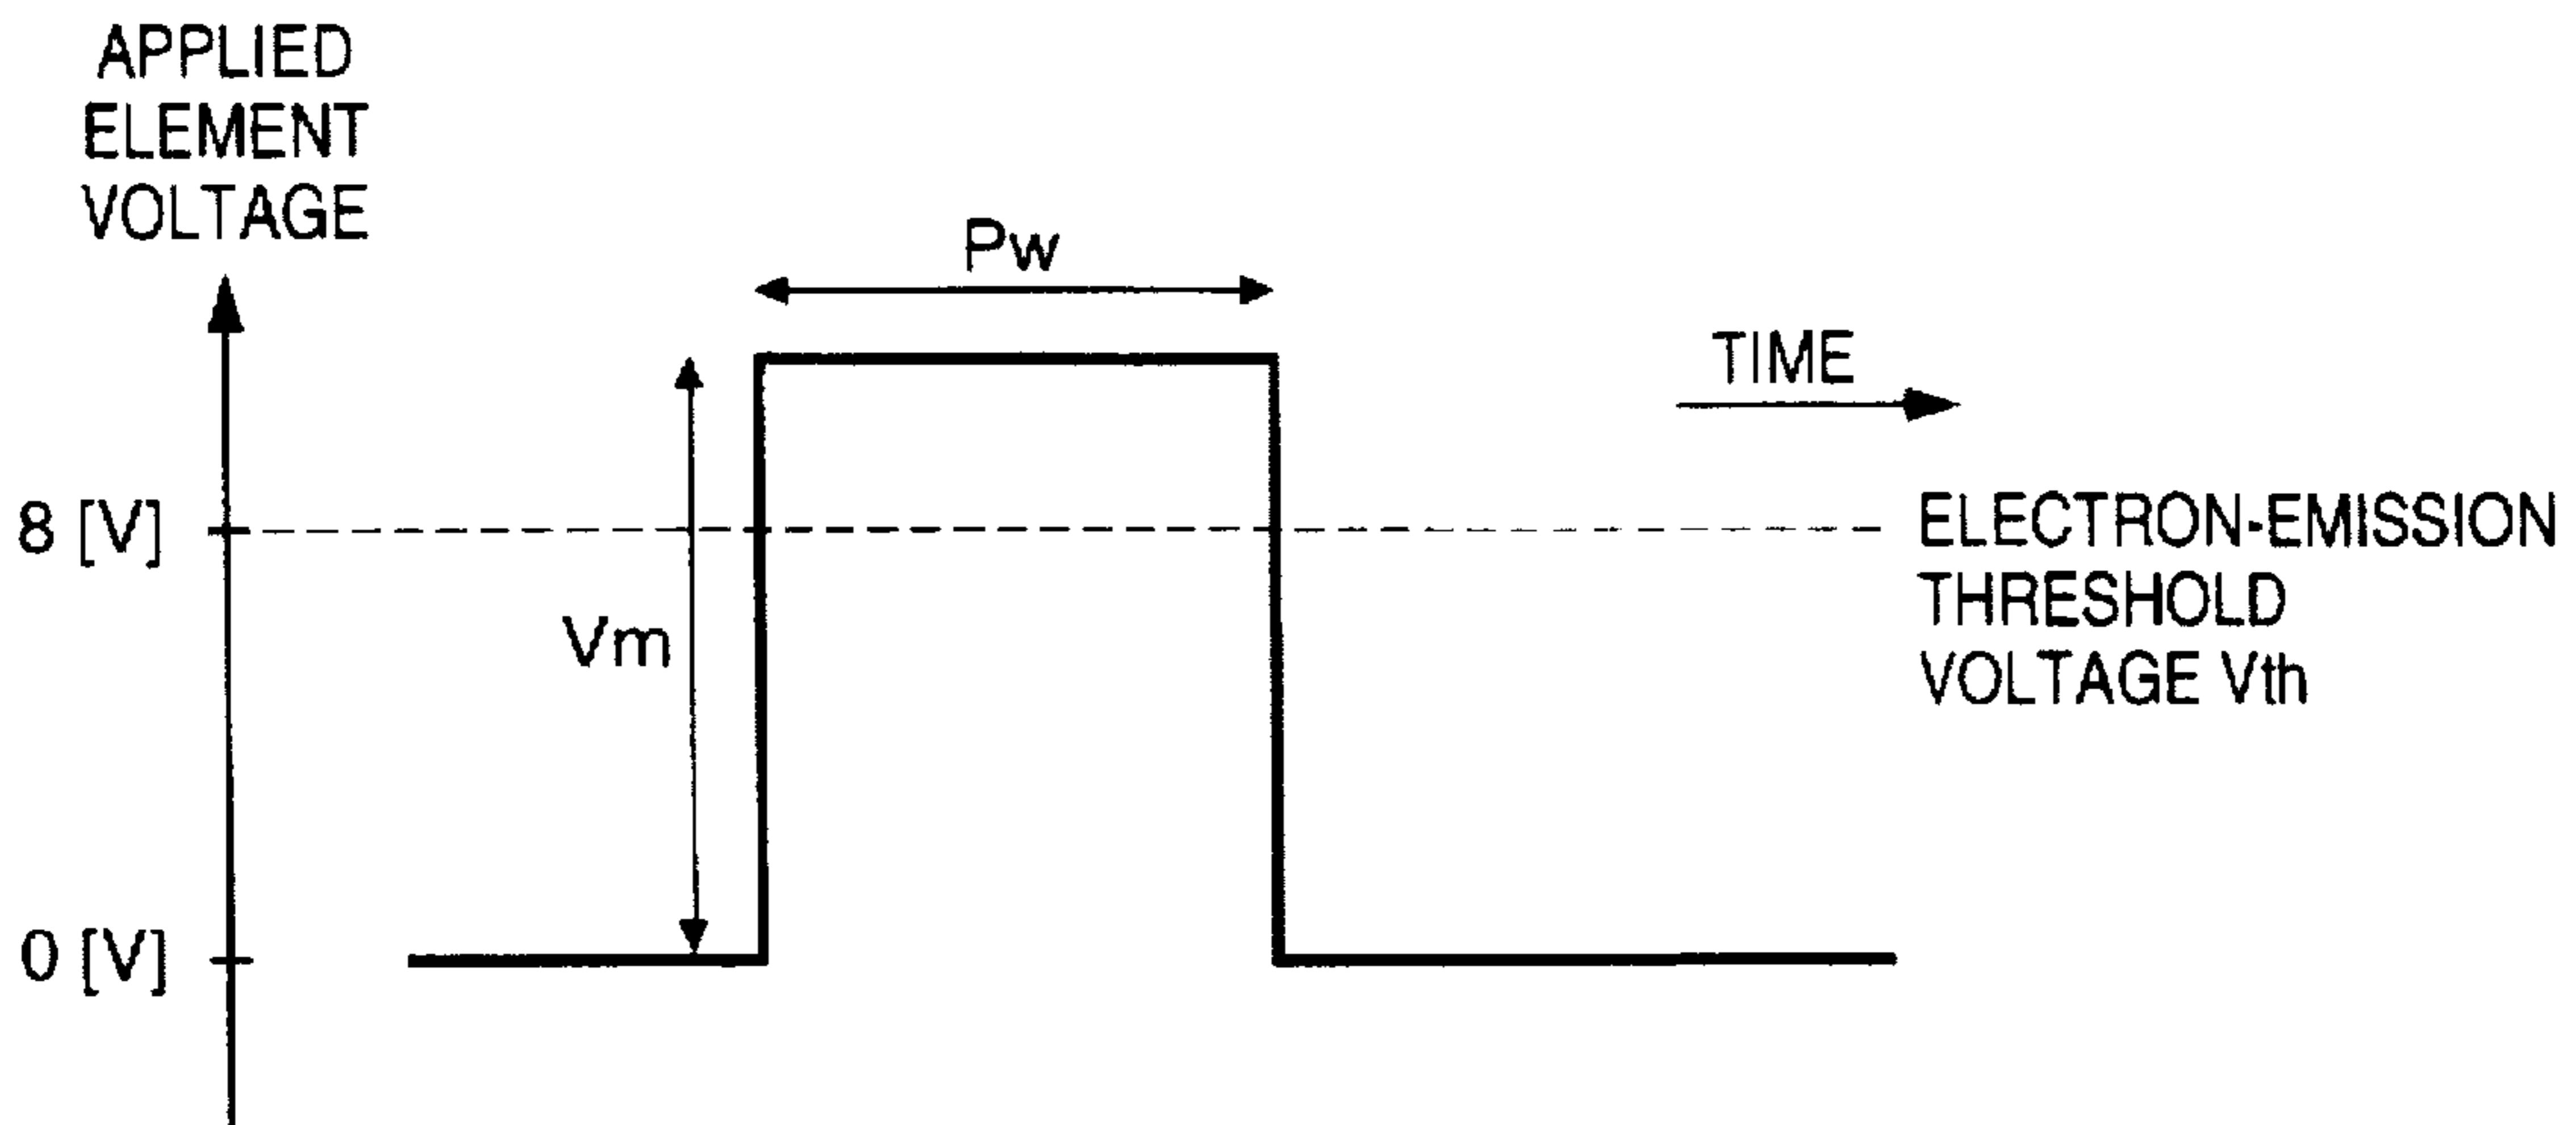 APPLIED
ELEMENT
VOLTAGE
Pw
TIME
8 [V]
ELECTRON-EMISSION
THRESHOLD
VOLTAGE Vth
Vm
0 [V]